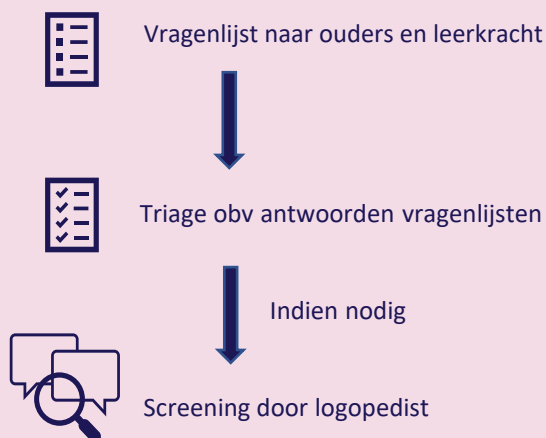 Vragenlijst naar ouders en leerkracht
Triage obv antwoorden vragenlijsten
Indien nodig
Screening door logopedist